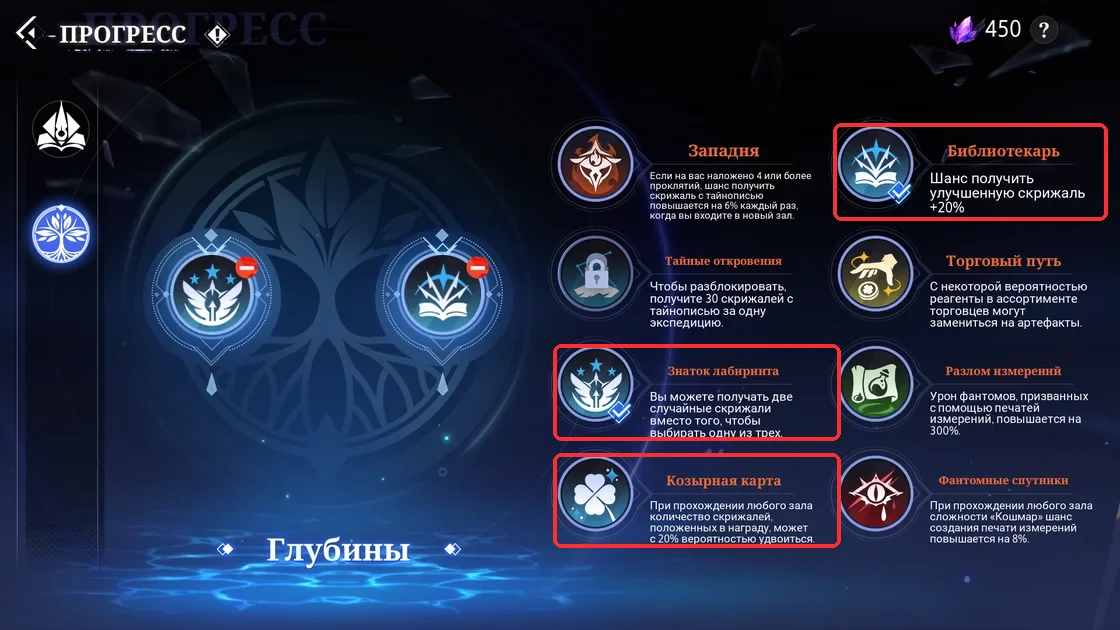 ПРОГРЕСС
450 ?
Западня
Если на вас наложено 4 или более
проклятий, шанс получить
скрижаль с тайнописью
повышается на 6% каждый раз,
когда вы входите в новый зал.
Библиотекарь
Шанс получить
улучшенную скрижаль
+20%
Тайные откровения
Чтобы разблокировать,
получите 30 скрижалей с
тайнописью за одну
экспедицию.
Торговый путь
С некоторой вероятностью
реагенты в ассортименте
торговцев могут
замениться на артефакты.
Знаток лабиринта
Вы можете получать две
случайные скрижали
вместо того, чтобы
выбирать одну из трех.
Разлом измерений
Урон фантомов, призванных
с помощью печатей
измерений, повышается на
300%.
Козырная карта
При прохождении любого зала
количество скрижалей,
положенных в награду, может
с 20% вероятностью удвоиться.
Фантомные спутники
При прохождении любого зала
сложности «Кошмар» шанс
создания печати измерений
повышается на 8%.
Глубины